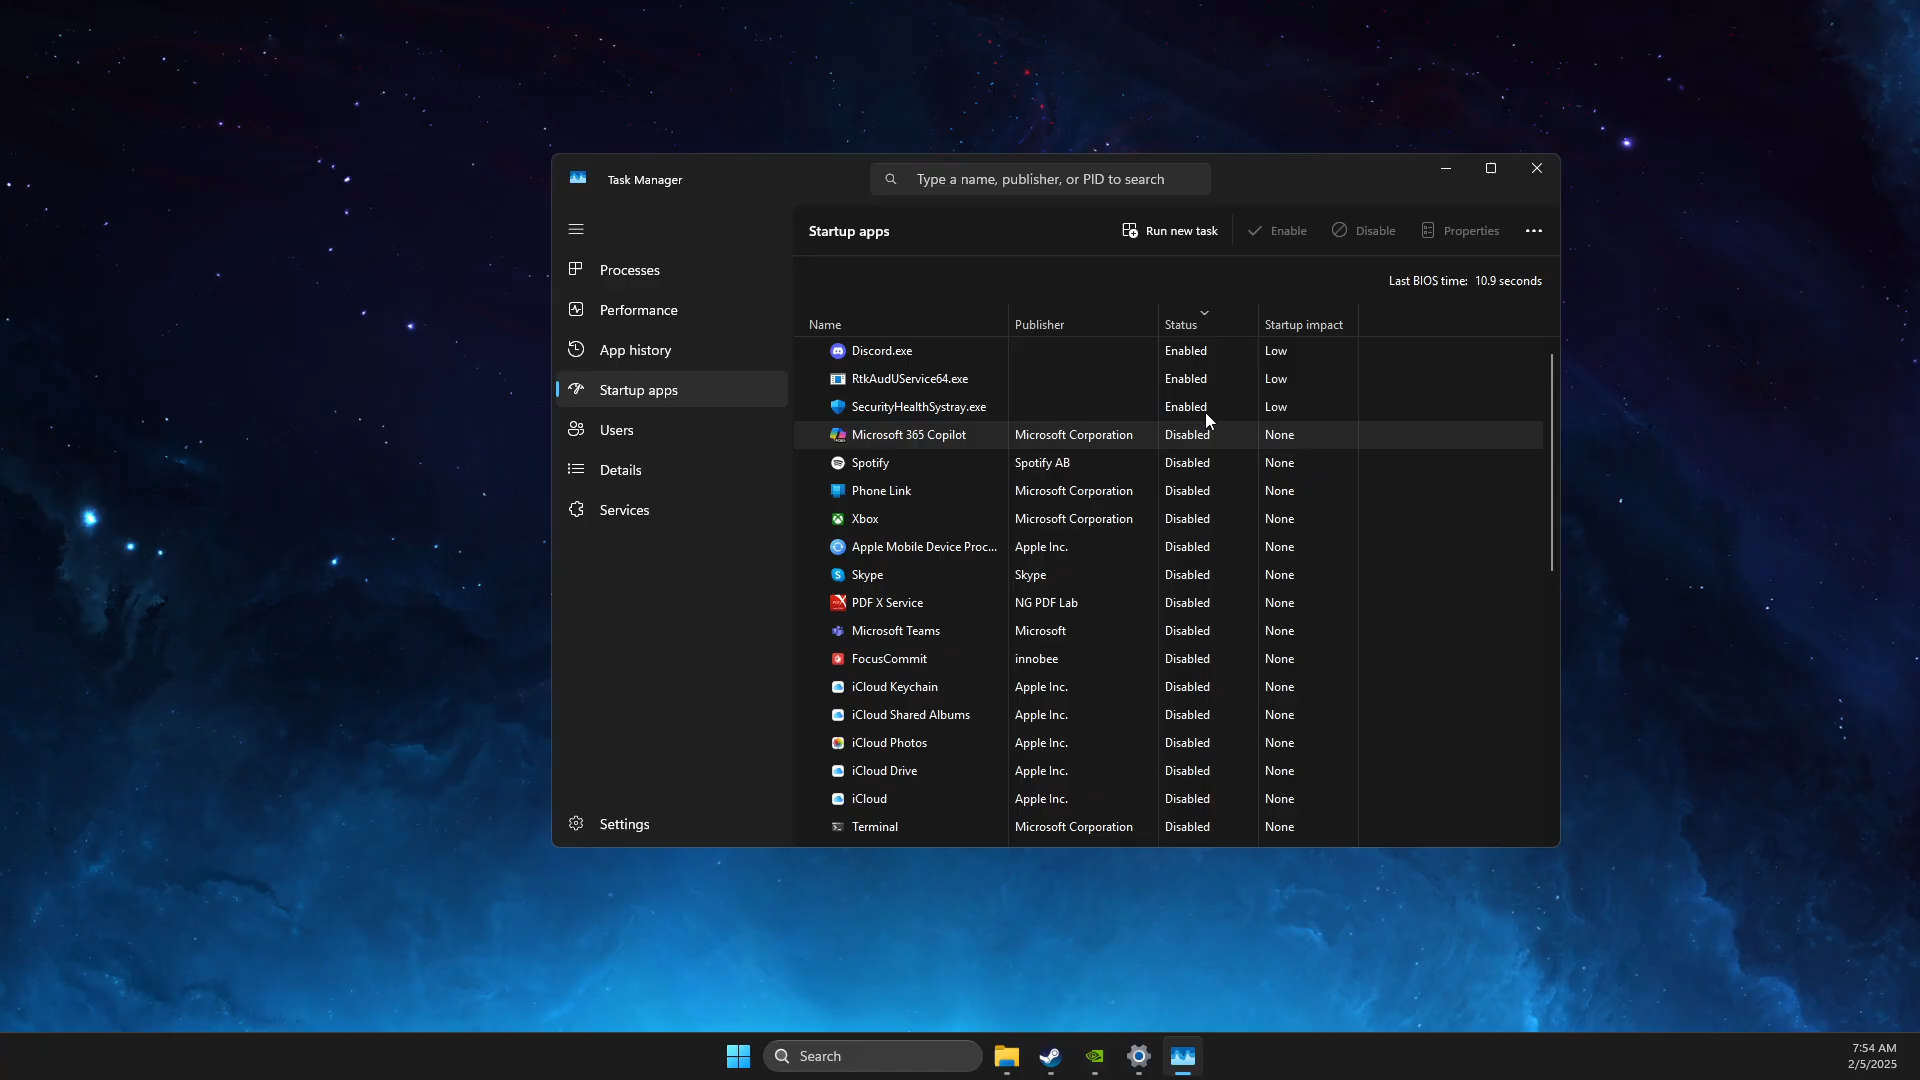 Task Manager
Type a name, publisher, or PID to search
Startup apps
Run new task
Enable
Disable
Properties
Last BIOS time: 10.9 seconds
Processes
Performance
App history
Startup apps
Users
Details
Services
Settings
Name Publisher Status Startup impact
Discord.exe Enabled Low
RtkAudUService64.exe Enabled Low
SecurityHealthSystray.exe Enabled Low
Microsoft 365 Copilot Microsoft Corporation Disabled None
Spotify Spotify AB Disabled None
Phone Link Microsoft Corporation Disabled None
Xbox Microsoft Corporation Disabled None
Apple Mobile Device Proc... Apple Inc. Disabled None
Skype Skype Disabled None
PDF X Service NG PDF Lab Disabled None
Microsoft Teams Microsoft Disabled None
FocusCommit innobee Disabled None
iCloud Keychain Apple Inc. Disabled None
iCloud Shared Albums Apple Inc. Disabled None
iCloud Photos Apple Inc. Disabled None
iCloud Drive Apple Inc. Disabled None
iCloud Apple Inc. Disabled None
Terminal Microsoft Corporation Disabled None
Search
7:54 AM
2/5/2025